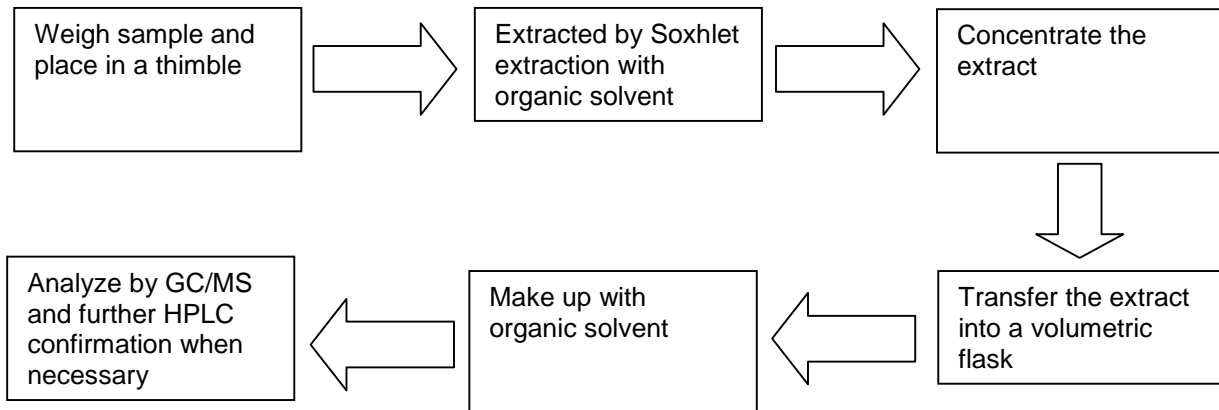 Weigh sample and
place in a thimble
Extracted by Soxhlet
extraction with
organic solvent
Concentrate the
extract
Transfer the extract
into a volumetric
flask
Make up with
organic solvent
Analyze by GC/MS
and further HPLC
confirmation when
necessary